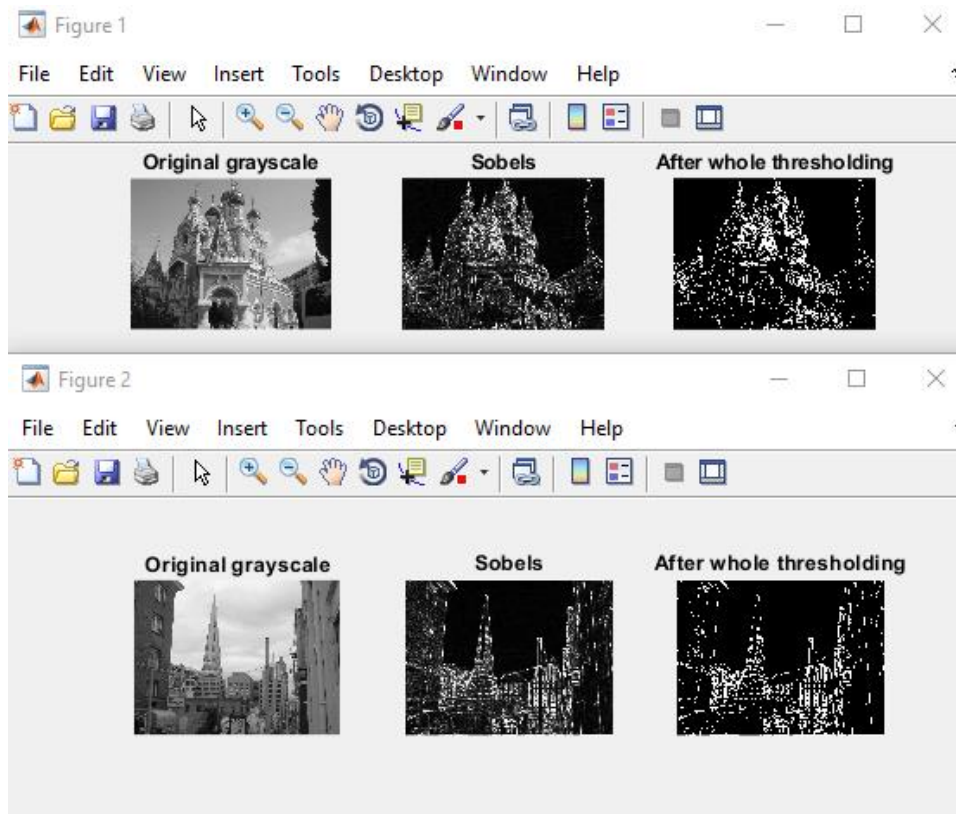 Figure 1
File Edit View Insert Tools Desktop Window Help
Original grayscale Sobels After whole thresholding
Figure 2
File Edit View Insert Tools Desktop Window Help
Original grayscale Sobels After whole thresholding